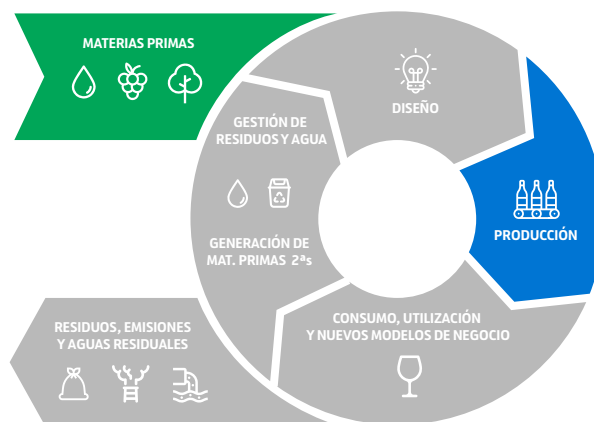 MATERIAS PRIMAS
DISEÑO
GESTIÓN DE
RESIDUOS Y AGUA
PRODUCCIÓN
GENERACIÓN DE
MAT. PRIMAS 2ªs
CONSUMO, UTILIZACIÓN
Y NUEVOS MODELOS DE NEGOCIO
RESIDUOS, EMISIONES
Y AGUAS RESIDUALES